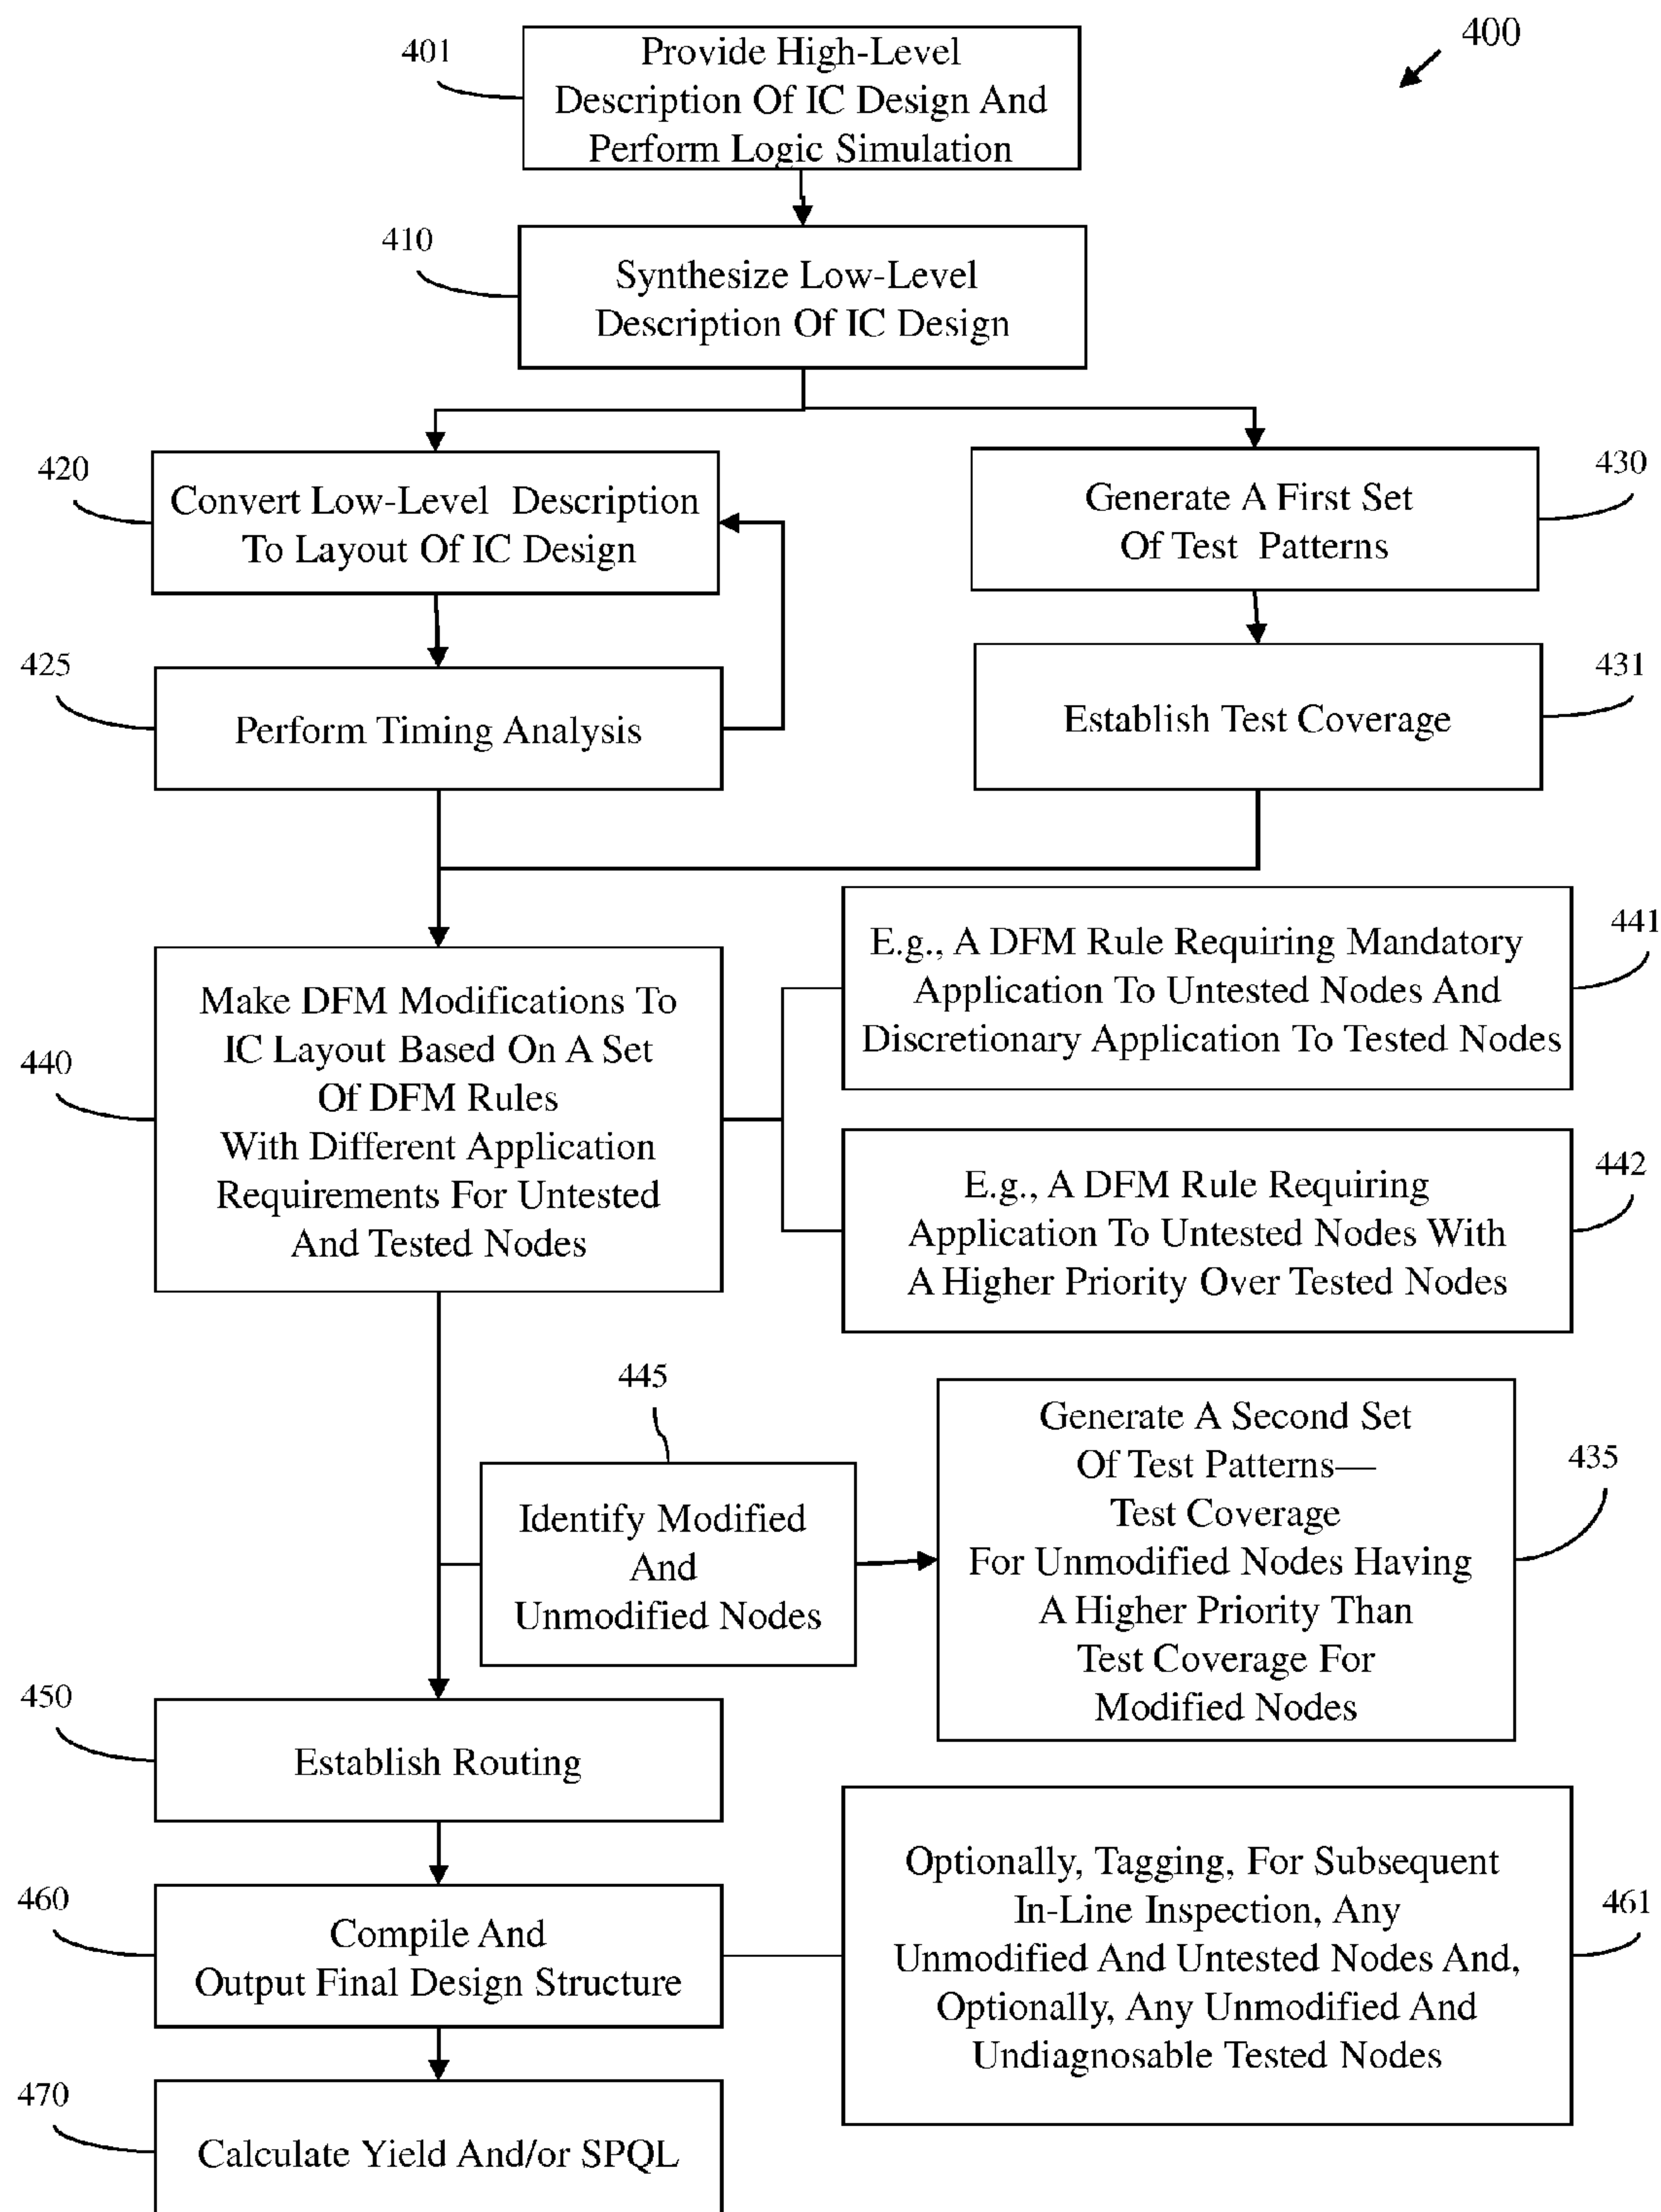 400
401
Provide High-Level
Description Of IC Design And
Perform Logic Simulation
410
Synthesize Low-Level
Description Of IC Design
420
Convert Low-Level Description
To Layout Of IC Design
430
Generate A First Set
Of Test Patterns
425
Perform Timing Analysis
431
Establish Test Coverage
440
Make DFM Modifications To
IC Layout Based On A Set
Of DFM Rules
With Different Application
Requirements For Untested
And Tested Nodes
441
E.g., A DFM Rule Requiring Mandatory
Application To Untested Nodes And
Discretionary Application To Tested Nodes
442
E.g., A DFM Rule Requiring
Application To Untested Nodes With
A Higher Priority Over Tested Nodes
445
Identify Modified
And
Unmodified Nodes
435
Generate A Second Set
Of Test Patterns—
Test Coverage
For Unmodified Nodes Having
A Higher Priority Than
Test Coverage For
Modified Nodes
450
Establish Routing
460
Compile And
Output Final Design Structure
461
Optionally, Tagging, For Subsequent
In-Line Inspection, Any
Unmodified And Untested Nodes And,
Optionally, Any Unmodified And
Undiagnosable Tested Nodes
470
Calculate Yield And/or SPQL